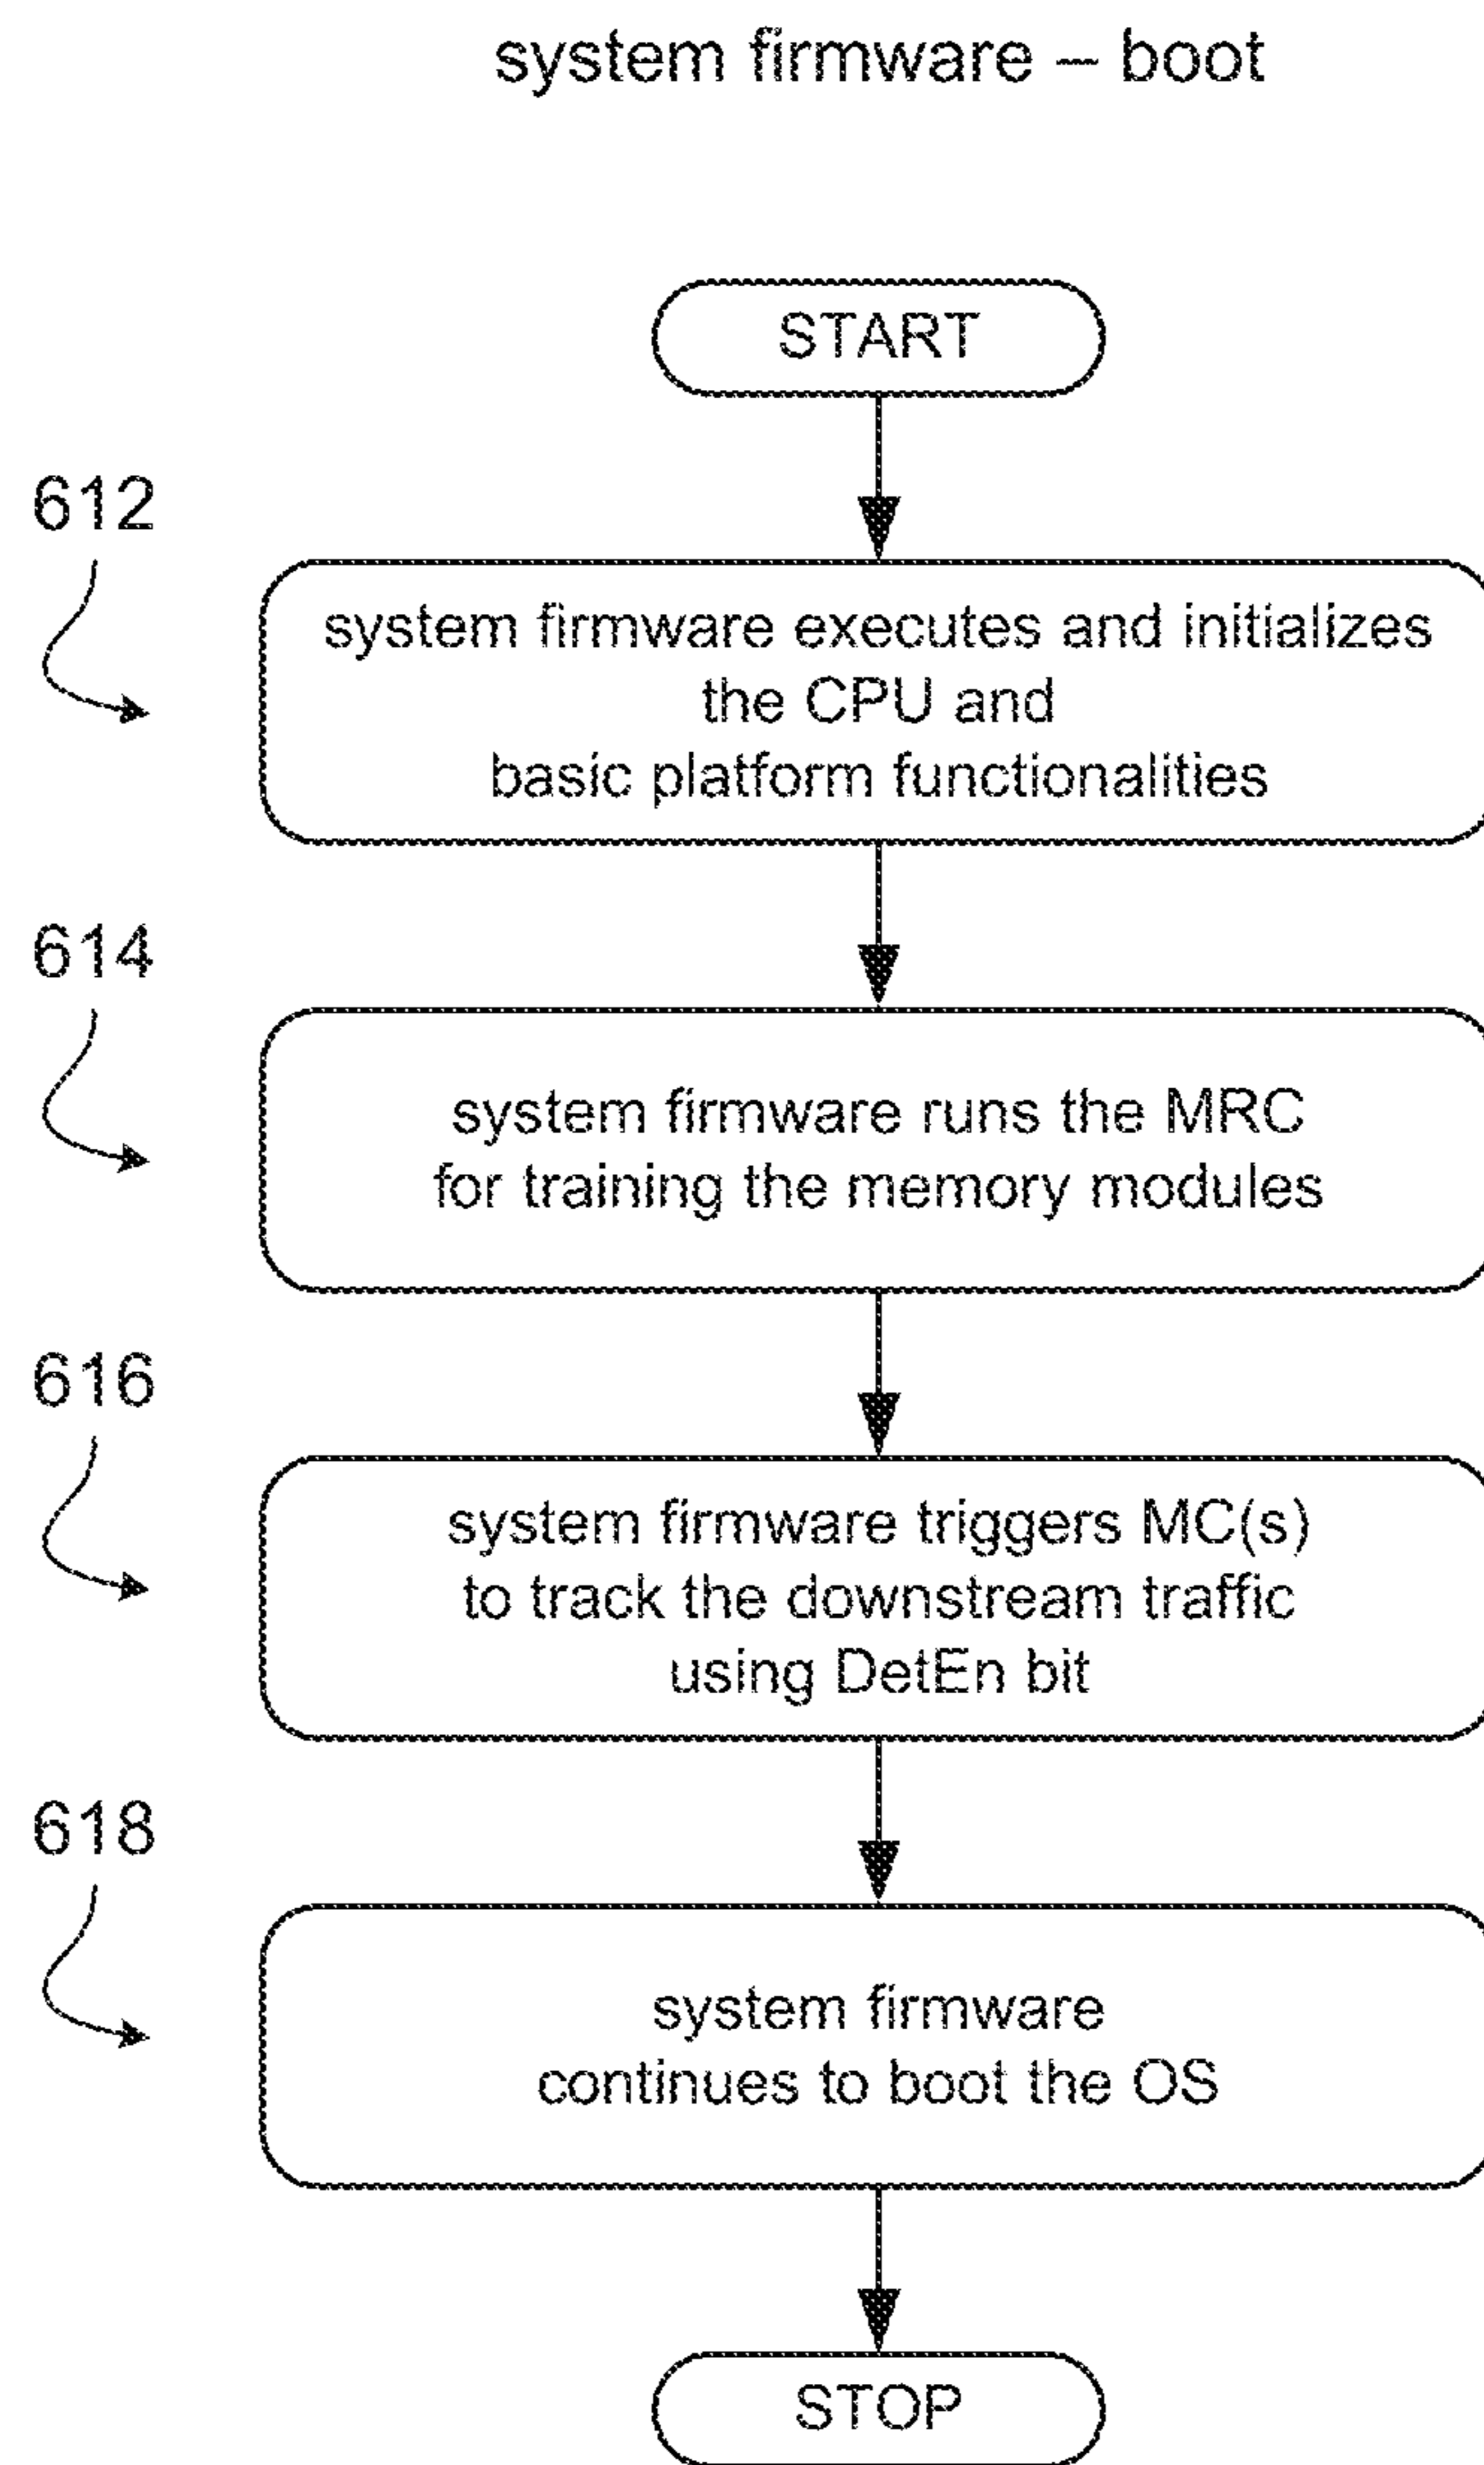 system firmware – boot
START
612
system firmware executes and initializes
the CPU and
basic platform functionalities
614
system firmware runs the MRC
for training the memory modules
616
system firmware triggers MC(s)
to track the downstream traffic
using DetEn bit
618
system firmware
continues to boot the OS
STOP